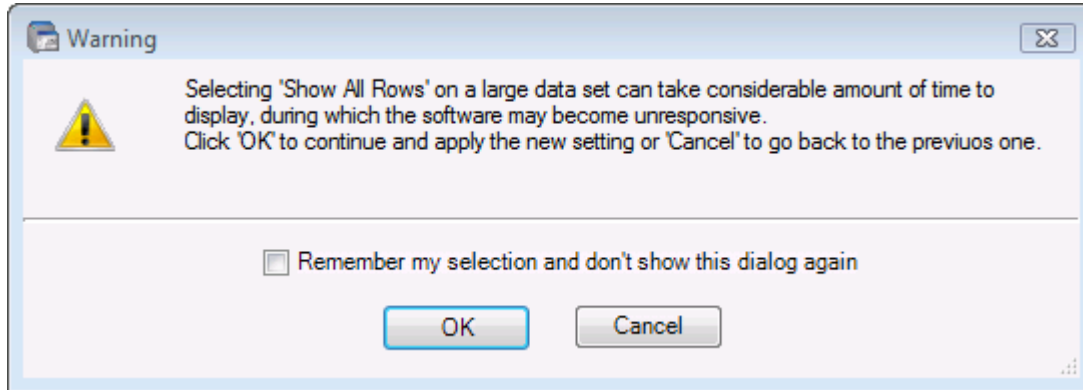 Warning
Selecting 'Show All Rows' on a large data set can take considerable amount of time to
display, during which the software may become unresponsive.
Click 'OK' to continue and apply the new setting or 'Cancel' to go back to the previuos one.
Remember my selection and don't show this dialog again
OK
Cancel